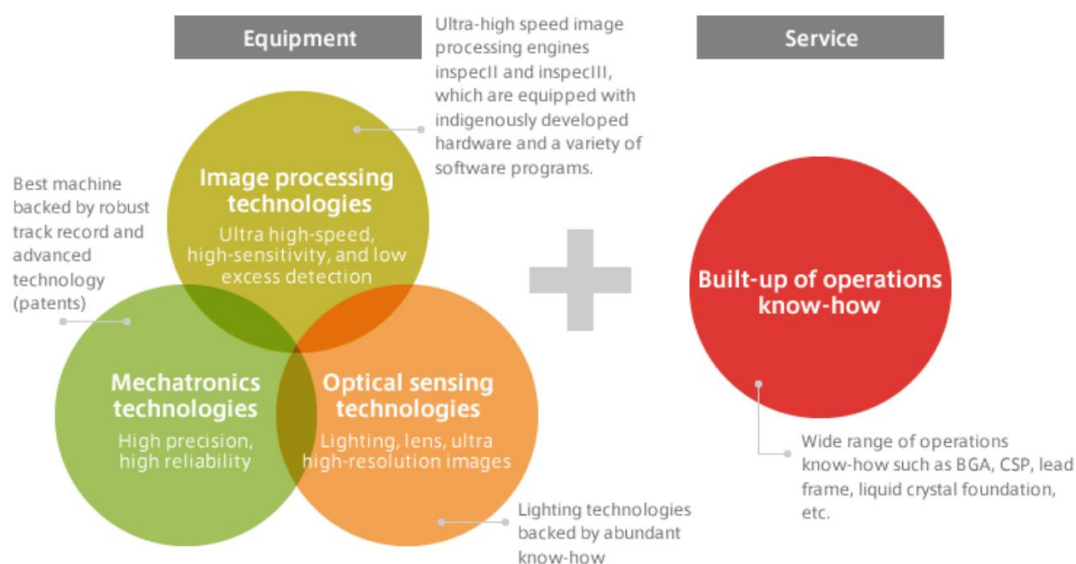 Equipment
Ultra-high speed image
processing engines
inspecII and inspecIII,
which are equipped with
indigenously developed
hardware and a variety of
software programs.
Service
Image processing
technologies
Ultra high-speed,
high-sensitivity, and low
excess detection
Best machine
backed by robust
track record and
advanced
technology
(patents)
Built-up of operations
know-how
Mechatronics
technologies
High precision,
high reliability
Optical sensing
technologies
Lighting, lens, ultra
high-resolution images
Wide range of operations
know-how such as BGA, CSP, lead
frame, liquid crystal foundation,
etc.
Lighting technologies
backed by abundant
know-how